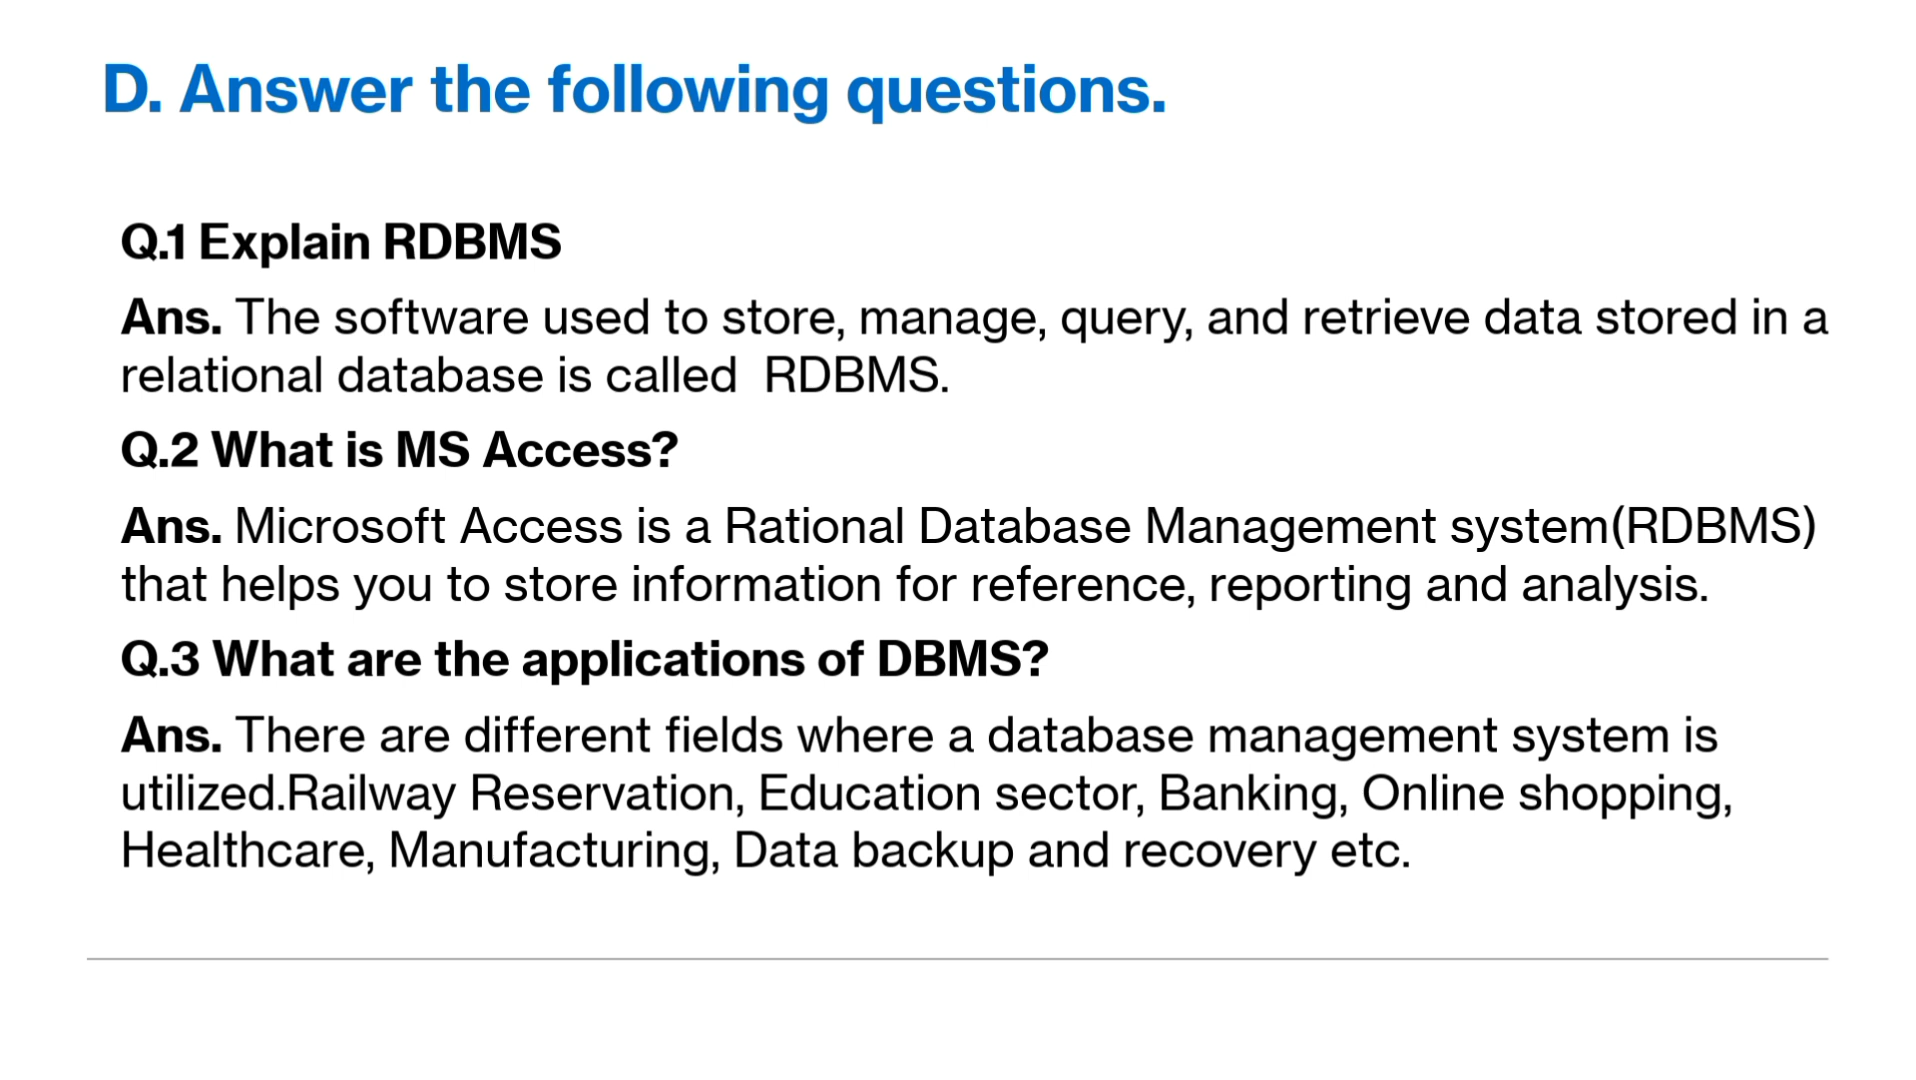 D. Answer the following questions.
Q.1 Explain RDBMS
Ans. The software used to store, manage, query, and retrieve data stored in a
relational database is called  RDBMS.
Q.2 What is MS Access?
Ans. Microsoft Access is a Rational Database Management system(RDBMS)
that helps you to store information for reference, reporting and analysis.
Q.3 What are the applications of DBMS?
Ans. There are different fields where a database management system is
utilized.Railway Reservation, Education sector, Banking, Online shopping,
Healthcare, Manufacturing, Data backup and recovery etc.